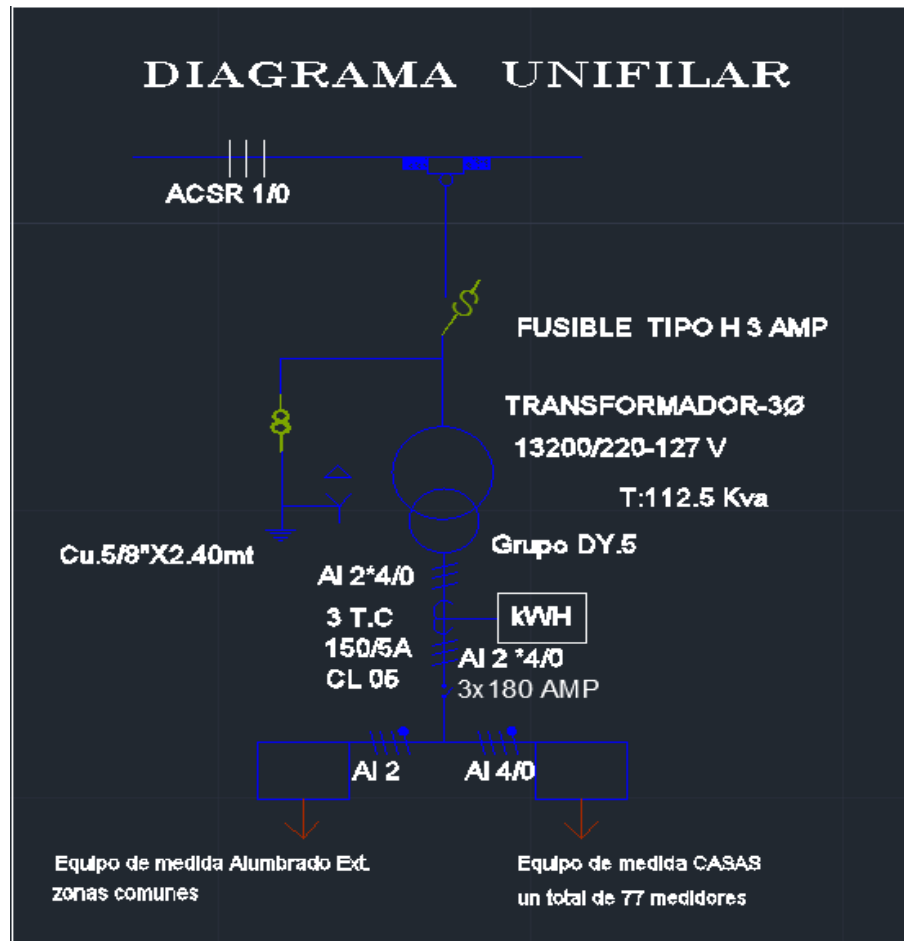 DIAGRAMA UNIFILAR
ACSR 1/0
FUSIBLE TIPO H 3 AMP
TRANSFORMADOR-3Ø
13200/220-127 V
T:112.5 Kva
Grupo DY.5
Cu.5/8"X2.40mt
Al 2*4/0
3 T.C
150/5A
CL 05
kWH
Al 2 *4/0
3x180 AMP
Al 2
Al 4/0
Equipo de medida Alumbrado Ext.
zonas comunes
Equipo de medida CASAS
un total de 77 medidores